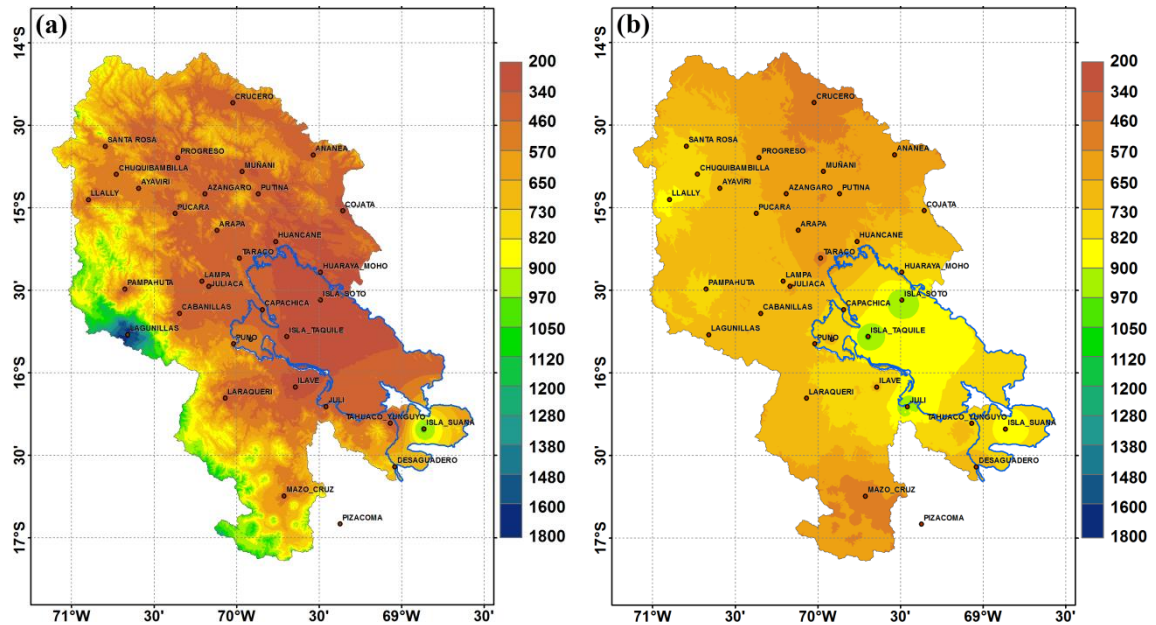 (a)
14°S
30'
15°S
30'
16°S
30'
17°S
71°W
30'
70°W
30'
69°W
30'
CRUCERO
SANTA ROSA
PROGRESO
ANANEA
CHUQUIBAMBILLA
MUÑANI
AYAVIRI
LLALLY
AZANGARO
PUTINA
PUCARA
COJATA
ARAPA
HUANCANE
TARACO
HUARAYA_MOHO
LAMPA
JULIACA
PAMPAHUTA
ISLA_SOTO
CABANILLAS
CAPACHICA
LAGUNILLAS
ISLA_TAQUILE
PUNO
ILAVE
LARAQUERI
JULI
TAHUACO_YUNGUYO
ISLA_SUANA
DESAGUADERO
MAZO_CRUZ
PIZACOMA
200
340
460
570
650
730
820
900
970
1050
1120
1280
1340
1480
1600
1800
(b)
14°S
30'
15°S
30'
16°S
30'
17°S
71°W
30'
70°W
30'
69°W
30'
CRUCERO
SANTA ROSA
PROGRESO
ANANEA
CHUQUIBAMBILLA
MUÑANI
AYAVIRI
LLALLY
AZANGARO
PUTINA
PUCARA
COJATA
ARAPA
HUANCANE
TARACO
HUARAYA_MOHO
LAMPA
JULIACA
PAMPAHUTA
ISLA_SOTO
CABANILLAS
CAPACHICA
LAGUNILLAS
ISLA_TAQUILE
PUNO
ILAVE
LARAQUERI
JULI
TAHUACO_YUNGUYO
ISLA_SUANA
DESAGUADERO
MAZO_CRUZ
PIZACOMA
200
340
460
570
650
730
820
900
970
1050
1120
1280
1340
1480
1600
1800